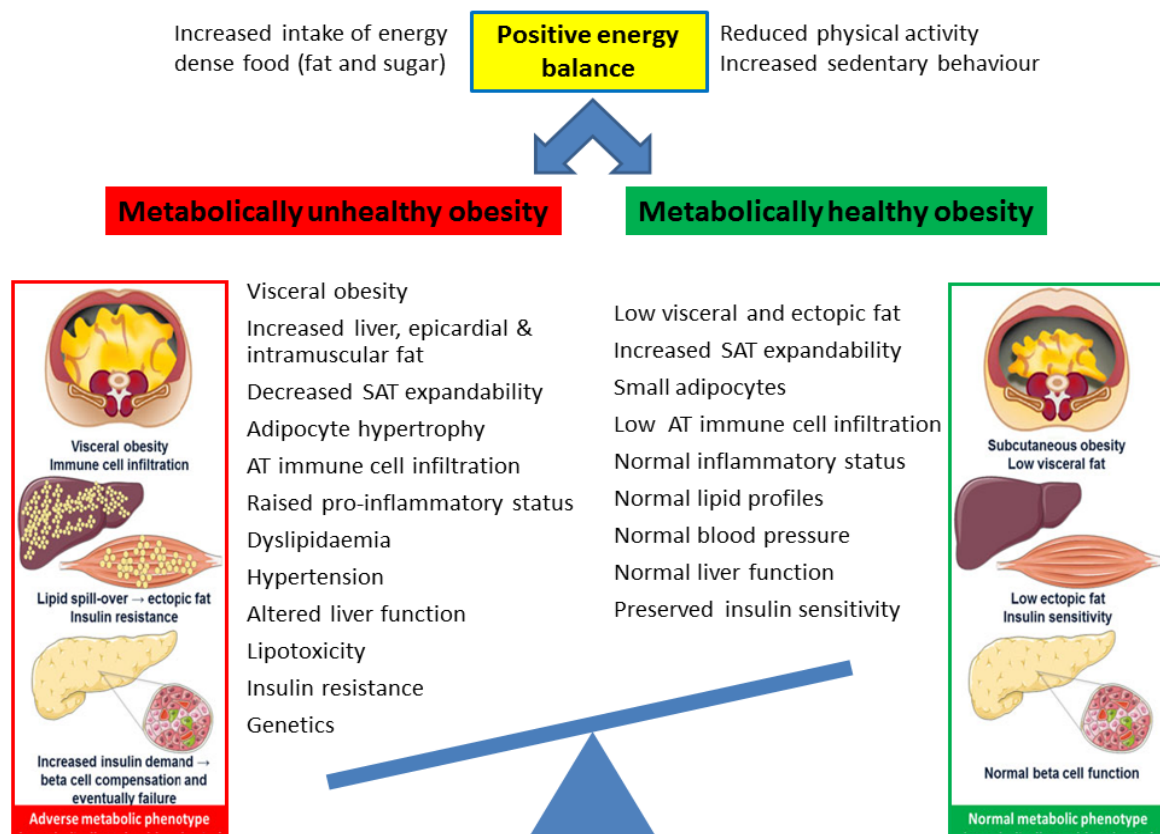 Increased intake of energy
dense food (fat and sugar)
Positive energy
balance
Reduced physical activity
Increased sedentary behaviour
Metabolically unhealthy obesity
Metabolically healthy obesity
Visceral obesity
Immune cell infiltration
Lipid spill-over → ectopic fat
Insulin resistance
Increased insulin demand →
beta cell compensation and
eventually failure
Adverse metabolic phenotype
Visceral obesity
Increased liver, epicardial &
intramuscular fat
Decreased SAT expandability
Adipocyte hypertrophy
AT immune cell infiltration
Raised pro-inflammatory status
Dyslipidaemia
Hypertension
Altered liver function
Lipotoxicity
Insulin resistance
Genetics
Low visceral and ectopic fat
Increased SAT expandability
Small adipocytes
Low AT immune cell infiltration
Normal inflammatory status
Normal lipid profiles
Normal blood pressure
Normal liver function
Preserved insulin sensitivity
Subcutaneous obesity
Low visceral fat
Low ectopic fat
Insulin sensitivity
Normal beta cell function
Normal metabolic phenotype